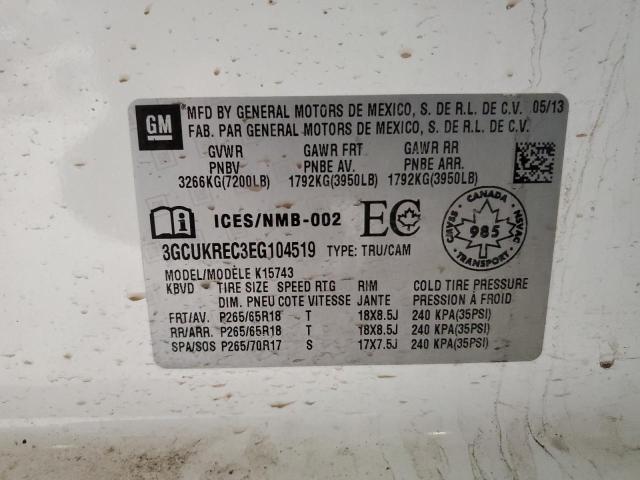 GM
MFD BY GENERAL MOTORS DE MEXICO, S. DE R.L. DE C.V. 05/13
FAB. PAR GENERAL MOTORS DE MEXICO, S. DE R.L. DE C.V.
GVWR GAWR FRT GAWR RR
PNBV PNBE AV. PNBE ARR.
3266KG(7200LB) 1792KG(3950LB) 1792KG(3950LB)
ICES/NMB-002 EC
CANADA
CMVSS 985 NSVAC
TRANSPORT
3GCUKREC3EG104519 TYPE: TRU/CAM
MODEL/MODÈLE K15743
KBVD TIRE SIZE SPEED RTG RIM COLD TIRE PRESSURE
DIM. PNEU COTE VITESSE JANTE PRESSION À FROID
FRT/AV. P265/65R18 T 18X8.5J 240 KPA(35PSI)
RR/ARR. P265/65R18 T 18X8.5J 240 KPA(35PSI)
SPA/SOS P265/70R17 S 17X7.5J 240 KPA(35PSI)